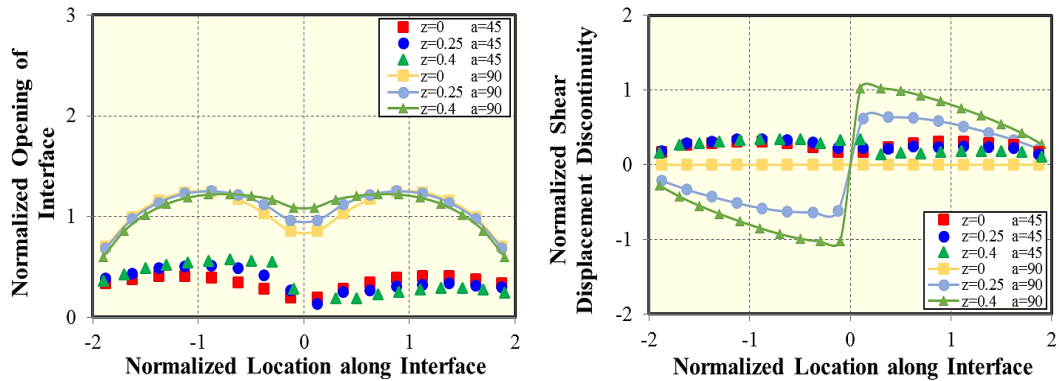 Normalized Opening of
Interface
3
2
1
0
-2 -1 0 1 2
Normalized Location along Interface
z=0 a=45
z=0.25 a=45
z=0.4 a=45
z=0 a=90
z=0.25 a=90
z=0.4 a=90
Normalized Shear
Displacement Discontinuity
2
1
0
-1
-2
-2 -1 0 1 2
Normalized Location along Interface
z=0 a=45
z=0.25 a=45
z=0.4 a=45
z=0 a=90
z=0.25 a=90
z=0.4 a=90